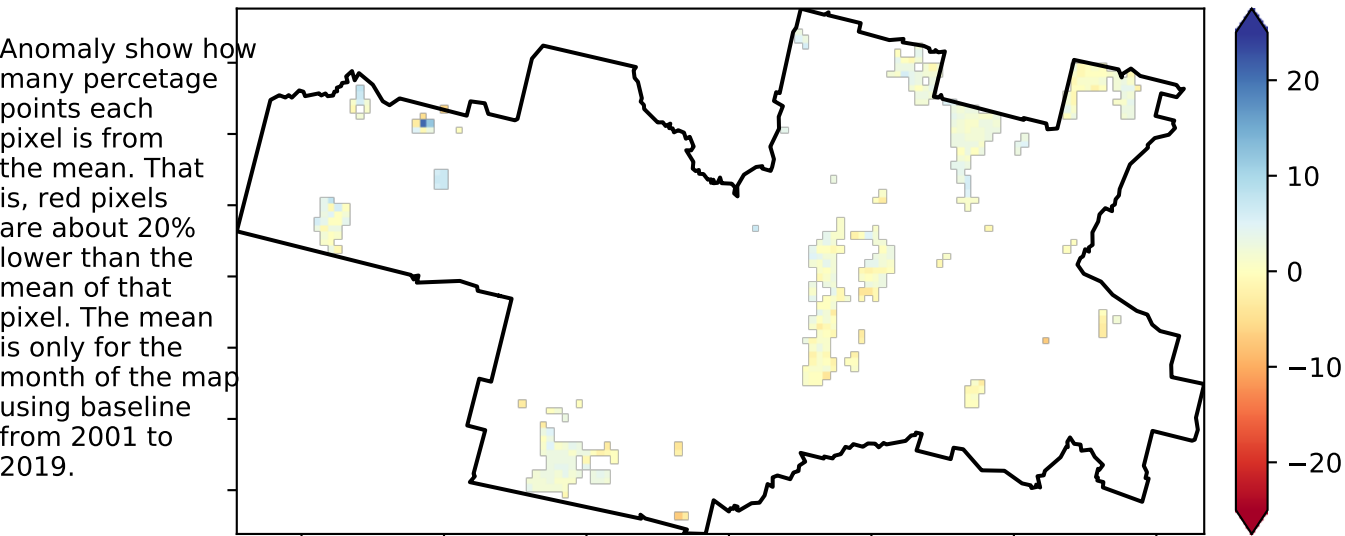 Anomaly show how
many percetage
points each
pixel is from
the mean. That
is, red pixels
are about 20%
lower than the
mean of that
pixel. The mean
is only for the
month of the map
using baseline
from 2001 to
2019.
20
10
0
−10
−20